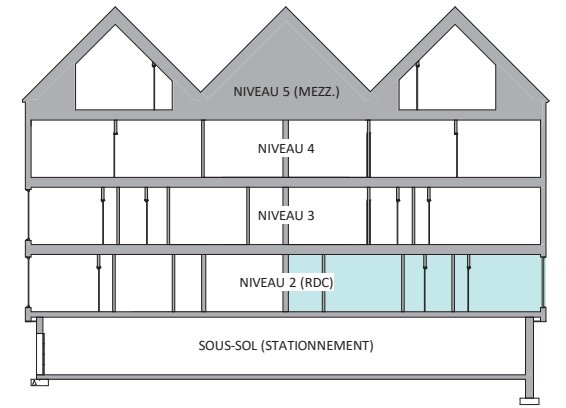 NIVEAU 5 (MEZZ.)
NIVEAU 4
NIVEAU 3
NIVEAU 2 (RDC)
SOUS-SOL (STATIONNEMENT)